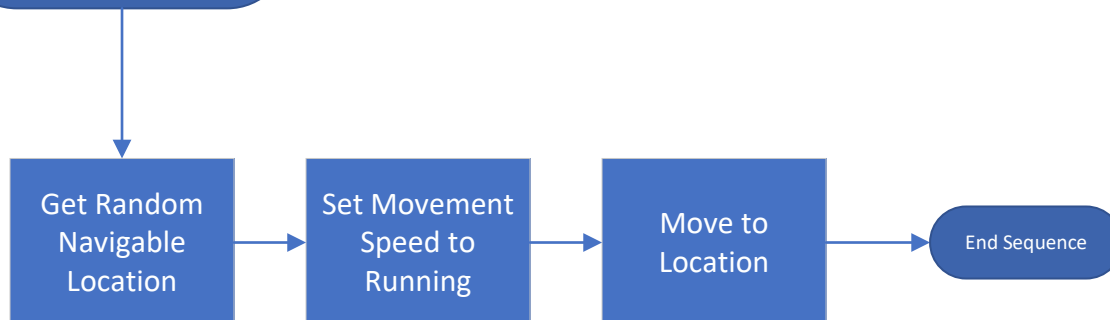 Get Random
Navigable
Location
Set Movement
Speed to
Running
Move to
Location
End Sequence